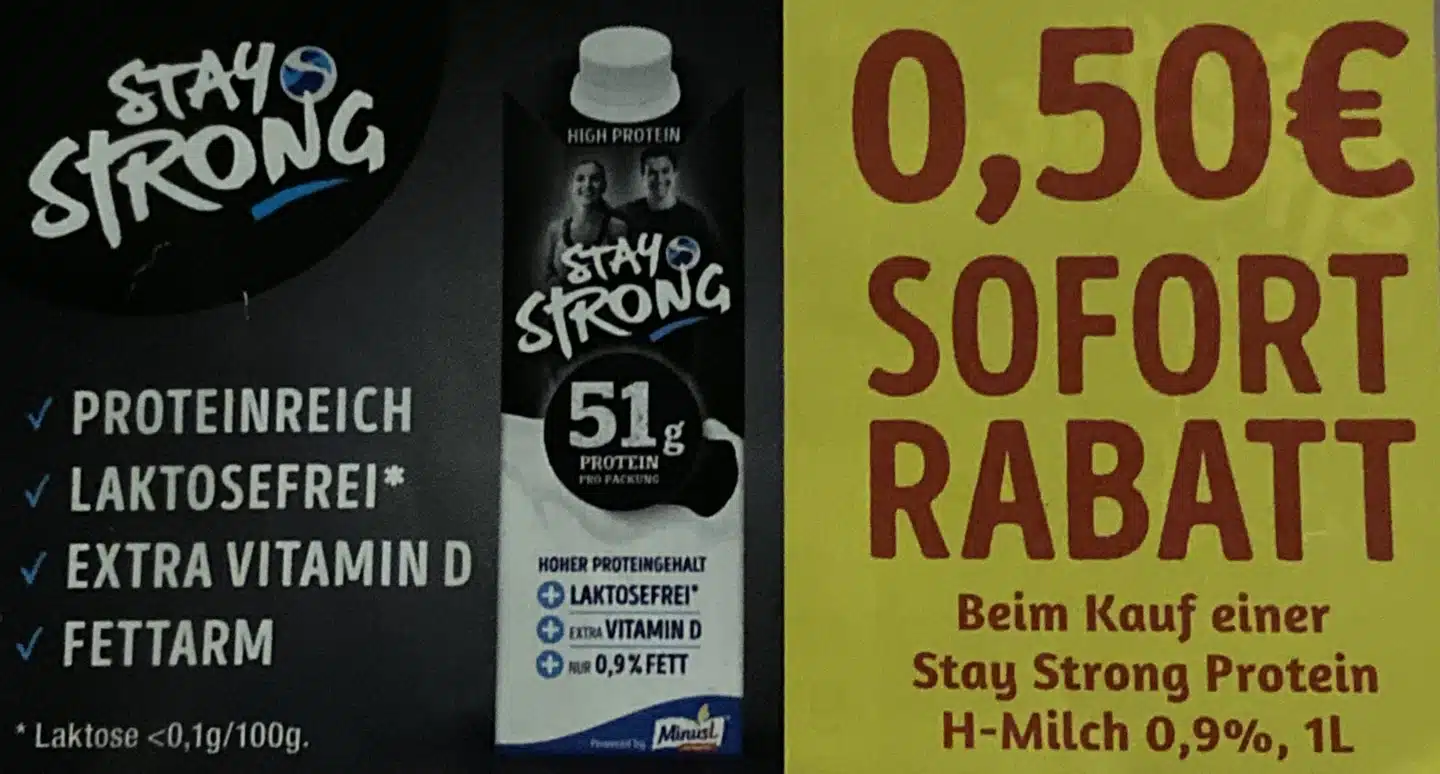 STAY
STRONG
✓ PROTEINREICH
✓ LAKTOSEFREI*
✓ EXTRA VITAMIN D
✓ FETTARM
* Laktose <0,1g/100g.
HIGH PROTEIN
STAY
STRONG
51g
PROTEIN
PRO PACKUNG
HOHER PROTEINGEHALT
+ LAKTOSEFREI*
+ EXTRA VITAMIN D
+ NUR 0,9% FETT
Powered by MinusL
0,50€
SOFORT
RABATT
Beim Kauf einer
Stay Strong Protein
H-Milch 0,9%, 1L